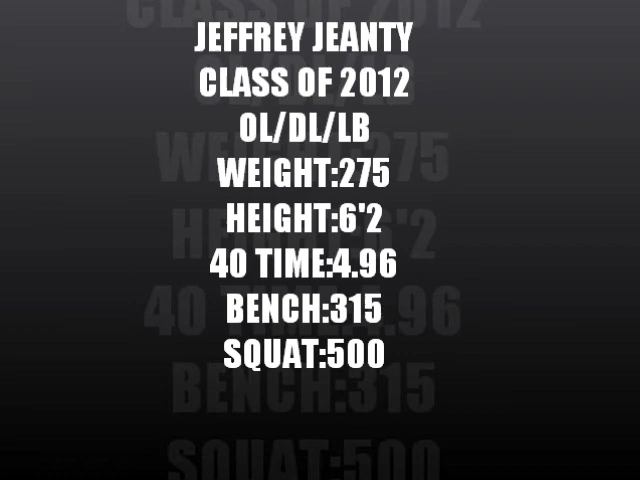 JEFFREY JEANTY
CLASS OF 2012
OL/DL/LB
WEIGHT:275
HEIGHT:6'2
40 TIME:4.96
BENCH:315
SQUAT:500